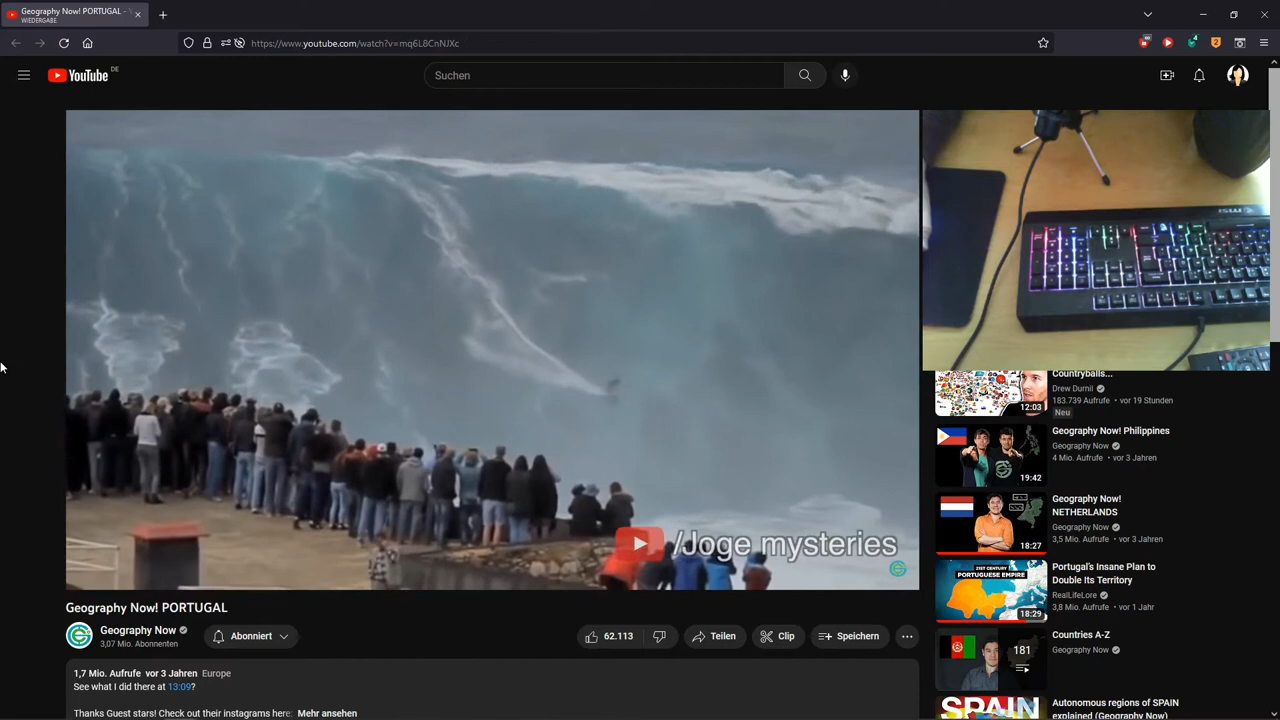 Geography Now! PORTUGAL - Y
WIEDERGABE
https://www.youtube.com/watch?v=mq6L8CnNJXc
YouTube DE
Suchen
/Joge mysteries
msi
Geography Now! PORTUGAL
Geography Now
3,07 Mio. Abonnenten
Abonniert
62.113
Teilen
Clip
Speichern
1,7 Mio. Aufrufe vor 3 Jahren Europe
See what I did there at 13:09?
Thanks Guest stars! Check out their instagrams here: Mehr ansehen
Countryballs...
Drew Durnil
183.739 Aufrufe • vor 19 Stunden
Neu
12:03
Geography Now! Philippines
Geography Now
4 Mio. Aufrufe • vor 3 Jahren
19:42
Geography Now!
NETHERLANDS
Geography Now
3,5 Mio. Aufrufe • vor 3 Jahren
18:27
Portugal's Insane Plan to
Double Its Territory
RealLifeLore
3,8 Mio. Aufrufe • vor 1 Jahr
21ST CENTURY
PORTUGUESE EMPIRE
18:29
Countries A-Z
Geography Now
181
Autonomous regions of SPAIN
explained (Geography Now!)
SPAIN